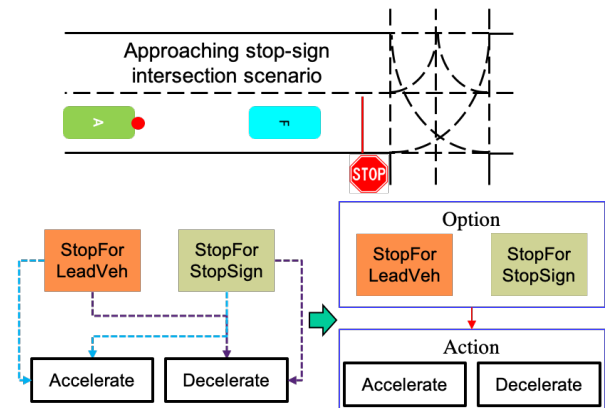 Approaching stop-sign
intersection scenario
A
F
STOP
StopFor
LeadVeh
StopFor
StopSign
Accelerate
Decelerate
Option
StopFor
LeadVeh
StopFor
StopSign
Action
Accelerate
Decelerate